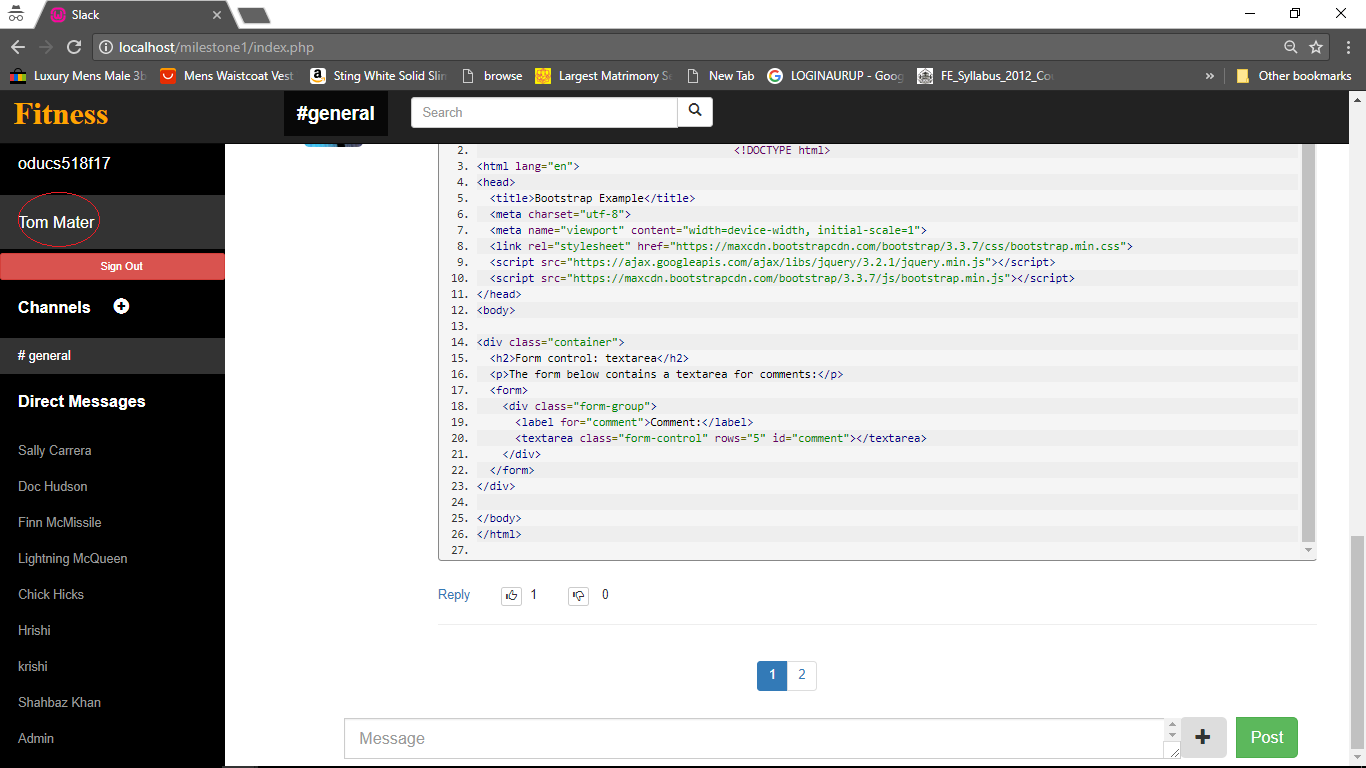 Slack
localhost/milestone1/index.php
Luxury Mens Male 3b Mens Waistcoat Vest Sting White Solid Slim browse Largest Matrimony S New Tab LOGINAURUP - Goog FE_Syllabus_2012_Cou » Other bookmarks
Fitness #general Search
oducs518f17
Tom Mater
Sign Out
Channels
# general
Direct Messages
Sally Carrera
Doc Hudson
Finn McMissile
Lightning McQueen
Chick Hicks
Hrishi
krishi
Shahbaz Khan
Admin
2. <!DOCTYPE html>
3. <html lang="en">
4. <head>
5. <title>Bootstrap Example</title>
6. <meta charset="utf-8">
7. <meta name="viewport" content="width=device-width, initial-scale=1">
8. <link rel="stylesheet" href="https://maxcdn.bootstrapcdn.com/bootstrap/3.3.7/css/bootstrap.min.css">
9. <script src="https://ajax.googleapis.com/ajax/libs/jquery/3.2.1/jquery.min.js"></script>
10. <script src="https://maxcdn.bootstrapcdn.com/bootstrap/3.3.7/js/bootstrap.min.js"></script>
11. </head>
12. <body>
13.
14. <div class="container">
15. <h2>Form control: textarea</h2>
16. <p>The form below contains a textarea for comments:</p>
17. <form>
18. <div class="form-group">
19. <label for="comment">Comment:</label>
20. <textarea class="form-control" rows="5" id="comment"></textarea>
21. </div>
22. </form>
23. </div>
24.
25. </body>
26. </html>
27.
Reply 1 0
1 2
Message + Post